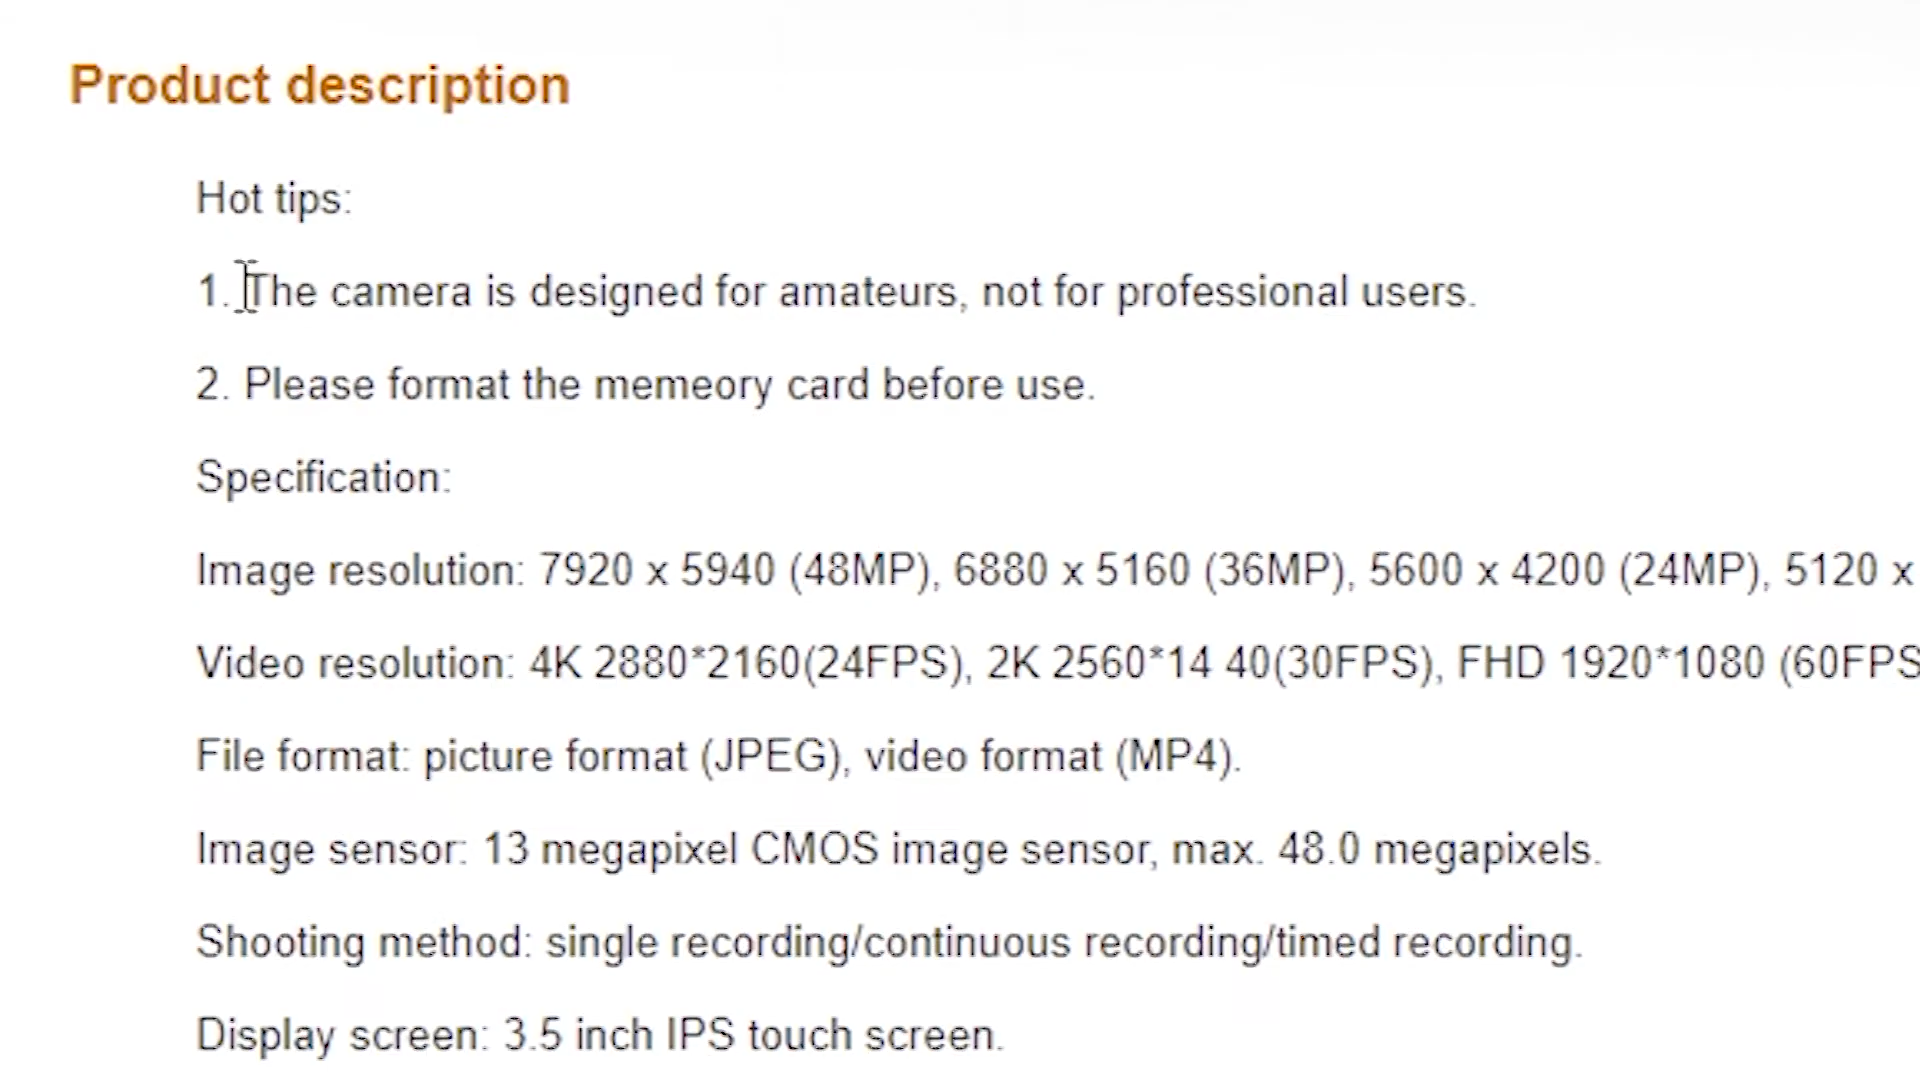 Product description
Hot tips:
1. The camera is designed for amateurs, not for professional users.
2. Please format the memeory card before use.
Specification:
Image resolution: 7920 x 5940 (48MP), 6880 x 5160 (36MP), 5600 x 4200 (24MP), 5120 x
Video resolution: 4K 2880*2160(24FPS), 2K 2560*14 40(30FPS), FHD 1920*1080 (60FPS
File format: picture format (JPEG), video format (MP4).
Image sensor: 13 megapixel CMOS image sensor, max. 48.0 megapixels.
Shooting method: single recording/continuous recording/timed recording.
Display screen: 3.5 inch IPS touch screen.